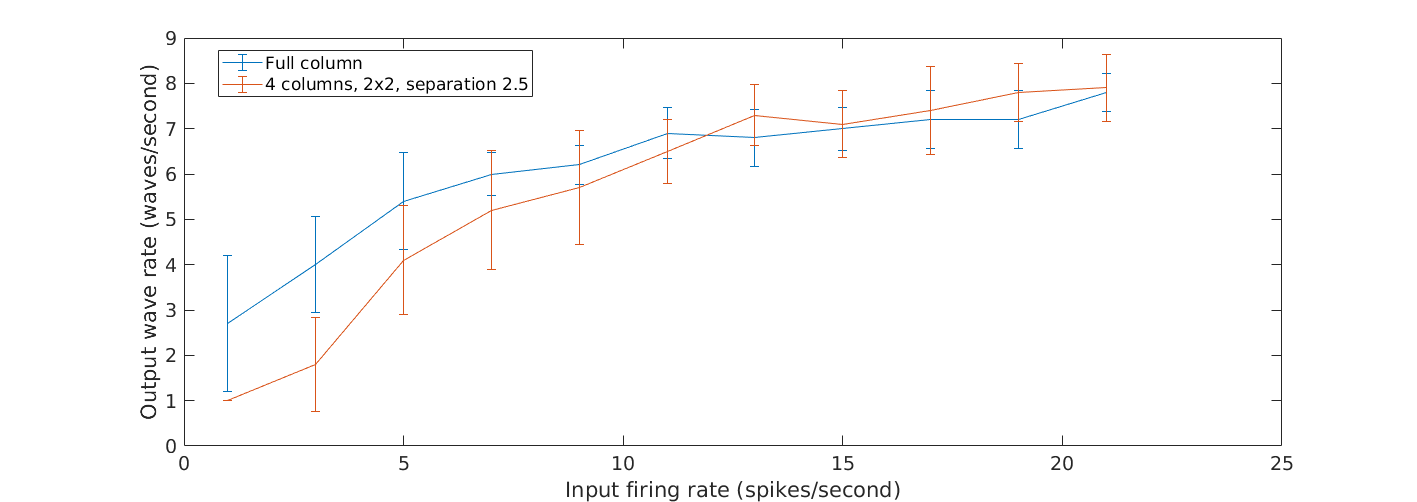 Full column
4 columns, 2x2, separation 2.5
Output wave rate (waves/second)
9
8
7
6
5
4
3
2
1
0
0 5 10 15 20 25
Input firing rate (spikes/second)